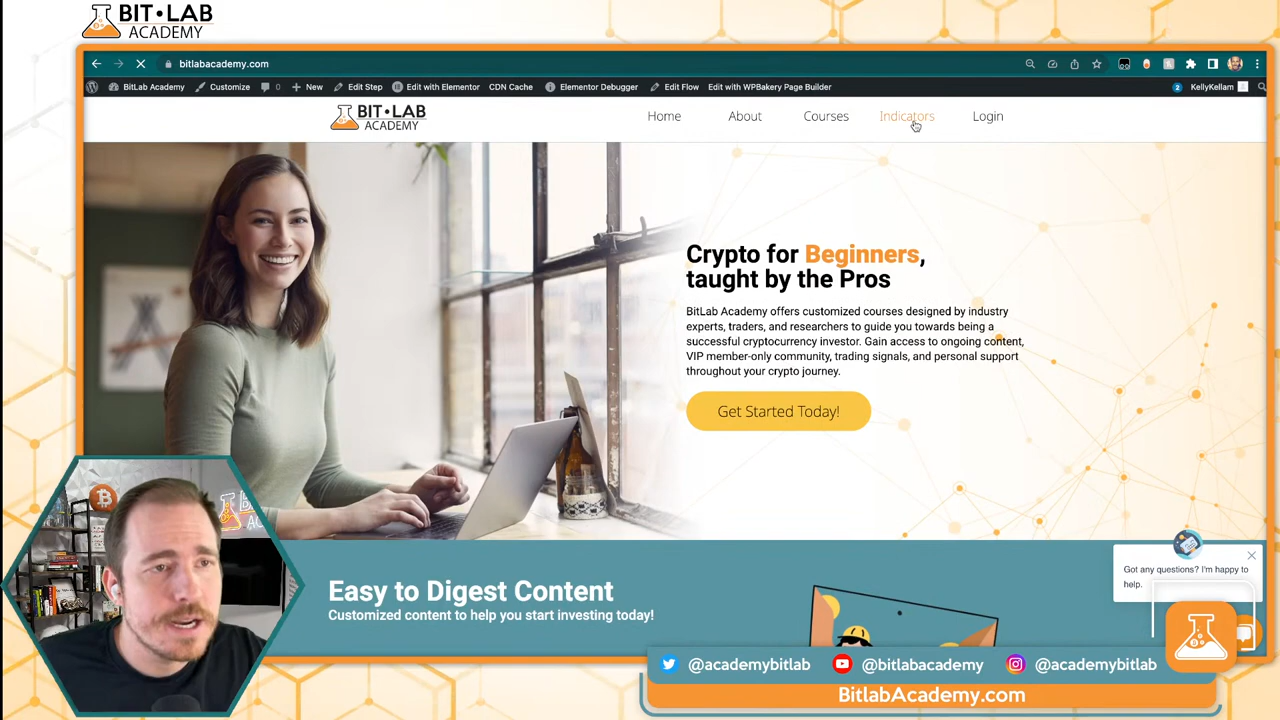 BIT•LAB
ACADEMY
bitlabacademy.com
BitLab Academy
Customize
0
New
Edit Step
Edit with Elementor
CDN Cache
Elementor Debugger
Edit Flow
Edit with WPBakery Page Builder
2
KellyKellam
BIT•LAB
ACADEMY
Home
About
Courses
Indicators
Login
Crypto for Beginners,
taught by the Pros
BitLab Academy offers customized courses designed by industry
experts, traders, and researchers to guide you towards being a
successful cryptocurrency investor. Gain access to ongoing content,
VIP member-only community, trading signals, and personal support
throughout your crypto journey.
Get Started Today!
Got any questions? I'm happy to
help.
Easy to Digest Content
Customized content to help you start investing today!
@academybitlab
@bitlabacademy
@academybitlab
BitlabAcademy.com